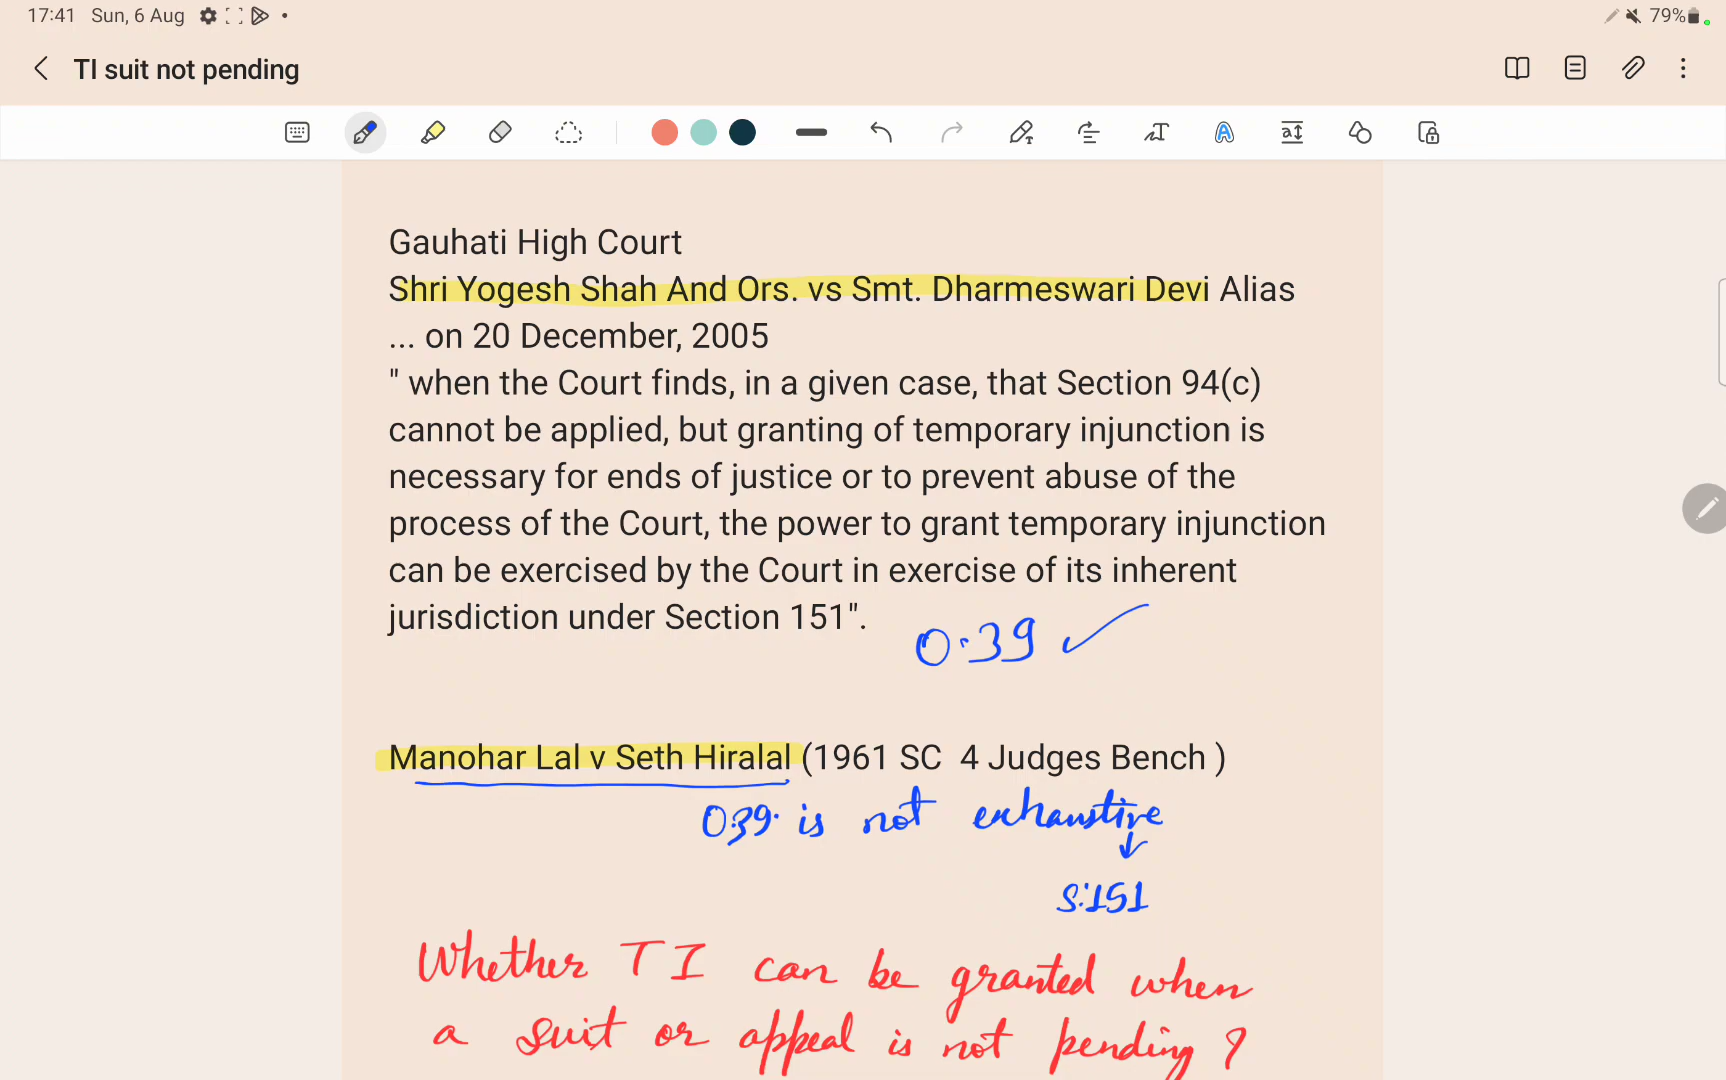 17:41 Sun, 6 Aug 79%
TI suit not pending
Gauhati High Court
Shri Yogesh Shah And Ors. vs Smt. Dharmeswari Devi Alias
... on 20 December, 2005
" when the Court finds, in a given case, that Section 94(c)
cannot be applied, but granting of temporary injunction is
necessary for ends of justice or to prevent abuse of the
process of the Court, the power to grant temporary injunction
can be exercised by the Court in exercise of its inherent
jurisdiction under Section 151".
O.39 ✓
Manohar Lal v Seth Hiralal (1961 SC 4 Judges Bench )
O39. is not exhaustive
↓
S.151
Whether TI can be granted when
a suit or appeal is not pending ?